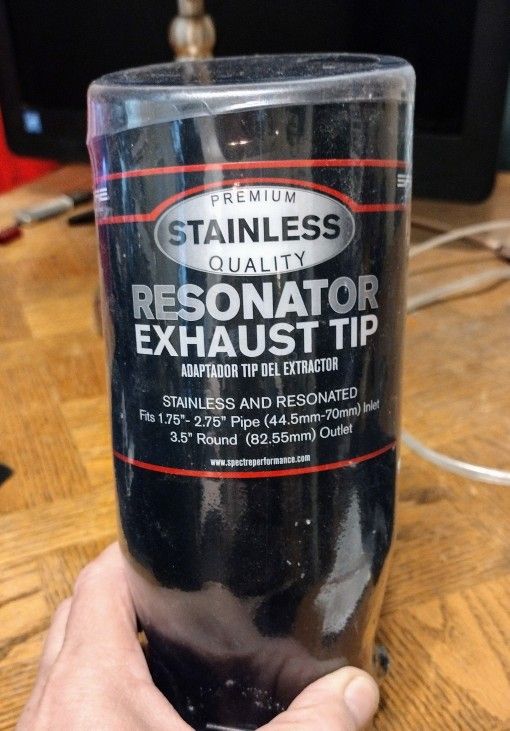 PREMIUM
STAINLESS
QUALITY
RESONATOR
EXHAUST TIP
ADAPTADOR TIP DEL EXTRACTOR
STAINLESS AND RESONATED
Fits 1.75"- 2.75" Pipe (44.5mm-70mm) Inlet
3.5" Round (82.55mm) Outlet
www.spectreperformance.com